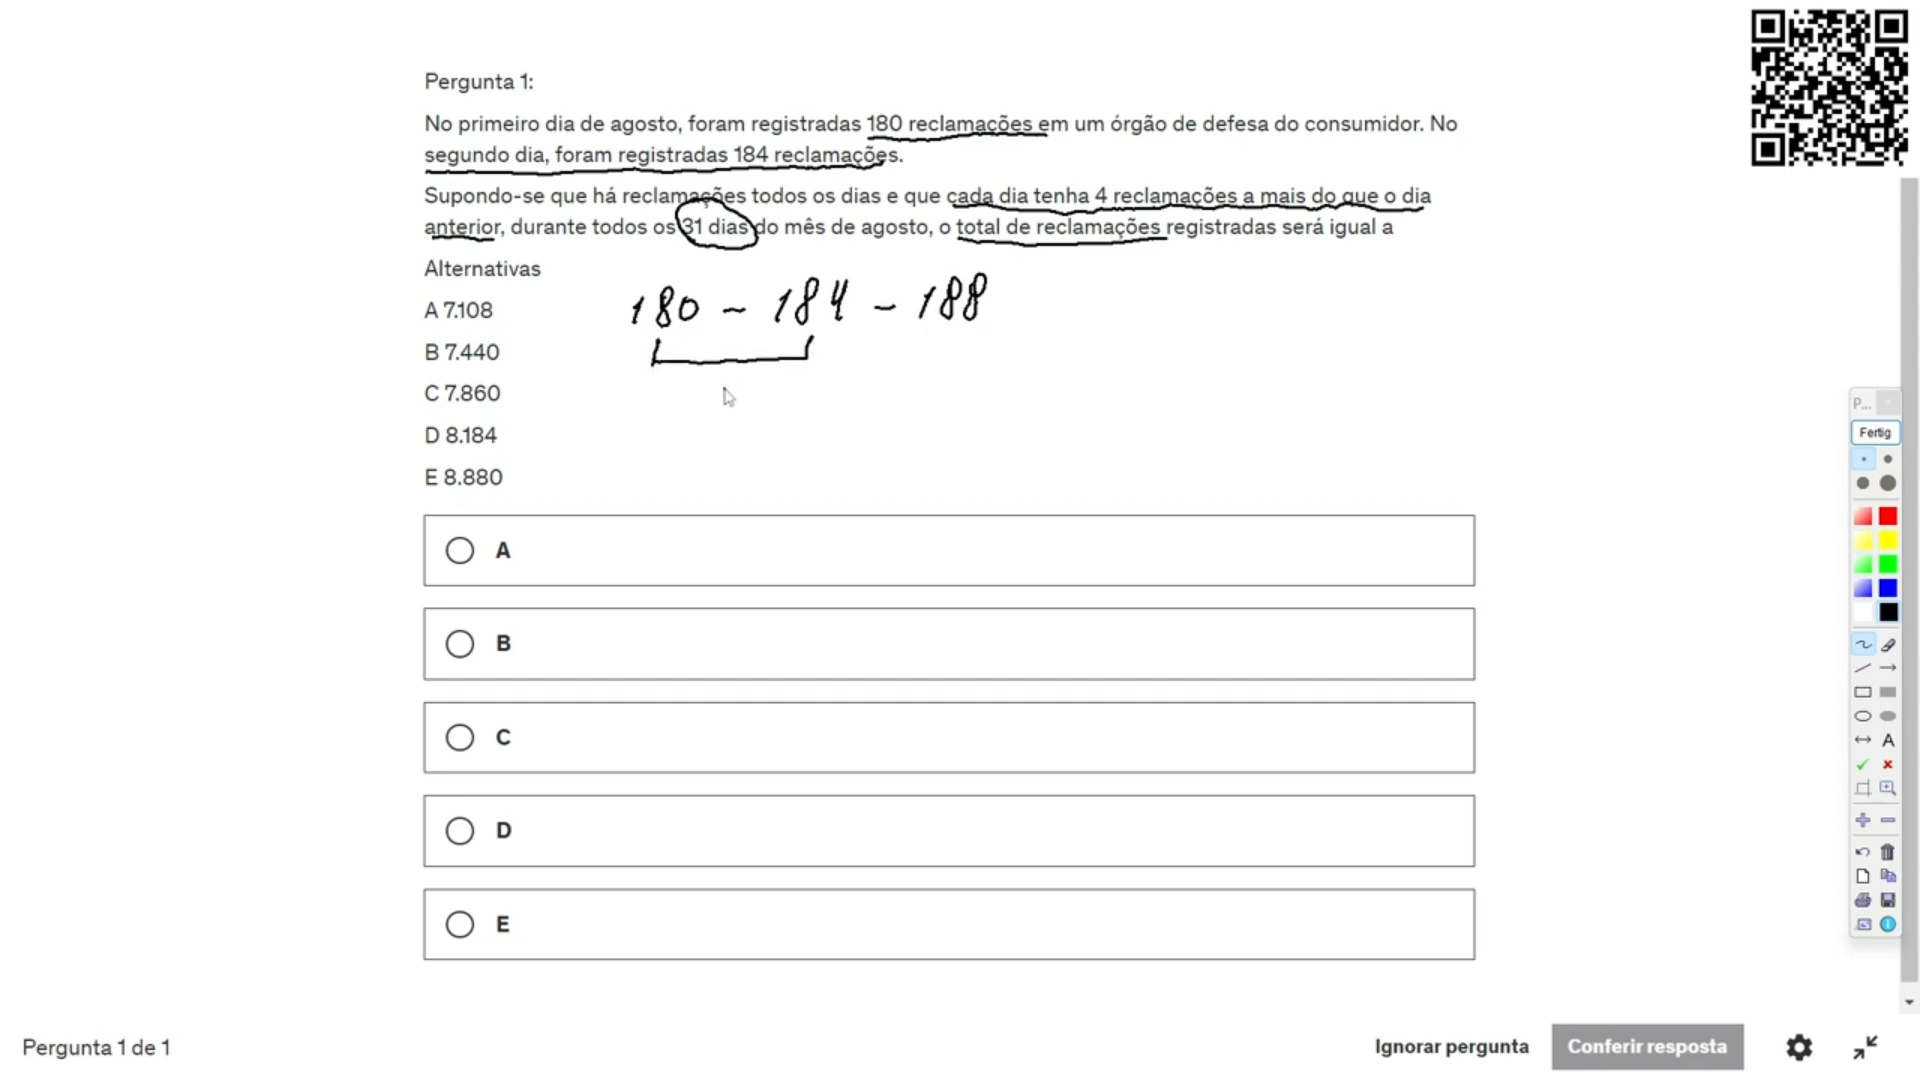 Pergunta 1:
No primeiro dia de agosto, foram registradas 180 reclamações em um órgão de defesa do consumidor. No
segundo dia, foram registradas 184 reclamações.
Supondo-se que há reclamações todos os dias e que cada dia tenha 4 reclamações a mais do que o dia
anterior, durante todos os 31 dias do mês de agosto, o total de reclamações registradas será igual a
Alternativas
A 7.108
180 - 184 - 188
B 7.440
C 7.860
D 8.184
E 8.880
A
B
C
D
E
P...
Fertig
A
Pergunta 1 de 1
Ignorar pergunta
Conferir resposta